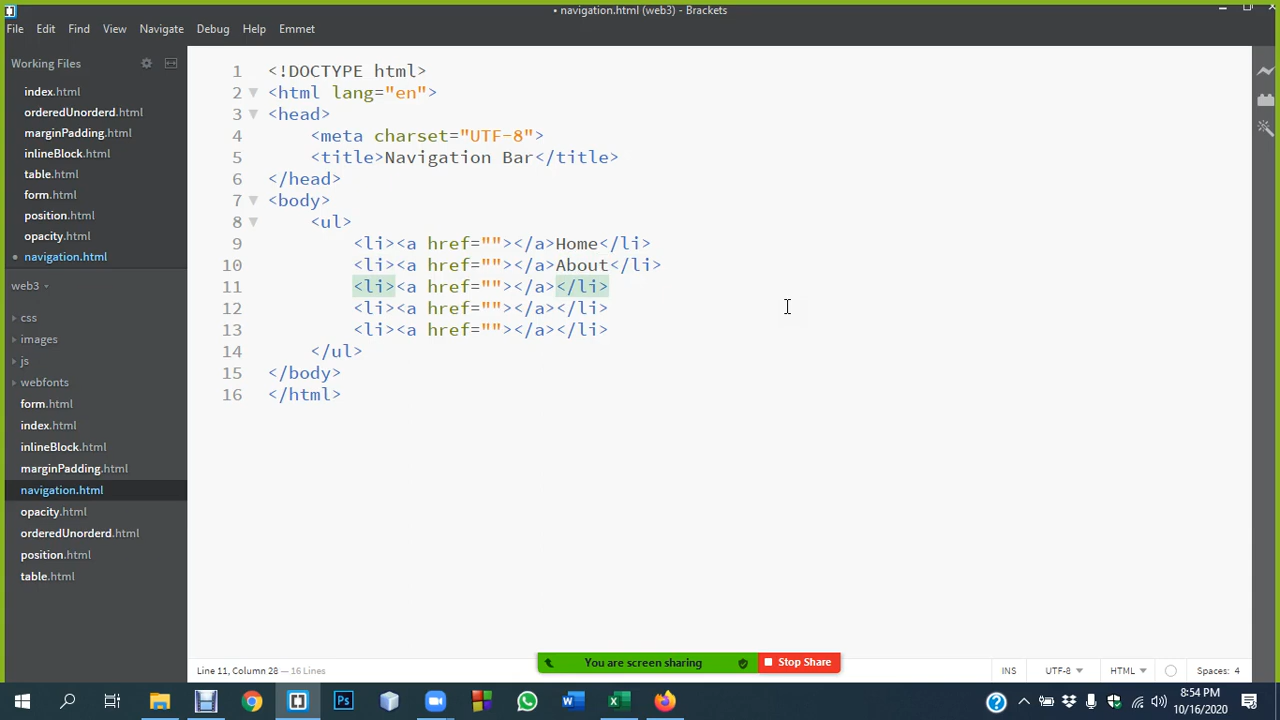 • navigation.html (web3) - Brackets
File Edit Find View Navigate Debug Help Emmet
Working Files
index.html
orderedUnorderd.html
marginPadding.html
inlineBlock.html
table.html
form.html
position.html
opacity.html
• navigation.html
web3
css
images
js
webfonts
form.html
index.html
inlineBlock.html
marginPadding.html
navigation.html
opacity.html
orderedUnorderd.html
position.html
table.html
1 <!DOCTYPE html>
2 <html lang="en">
3 <head>
4 <meta charset="UTF-8">
5 <title>Navigation Bar</title>
6 </head>
7 <body>
8 <ul>
9 <li><a href=""></a>Home</li>
10 <li><a href=""></a>About</li>
11 <li><a href=""></a></li>
12 <li><a href=""></a></li>
13 <li><a href=""></a></li>
14 </ul>
15 </body>
16 </html>
You are screen sharing Stop Share
Line 11, Column 28 — 16 Lines INS UTF-8 HTML Spaces: 4
8:54 PM
10/16/2020